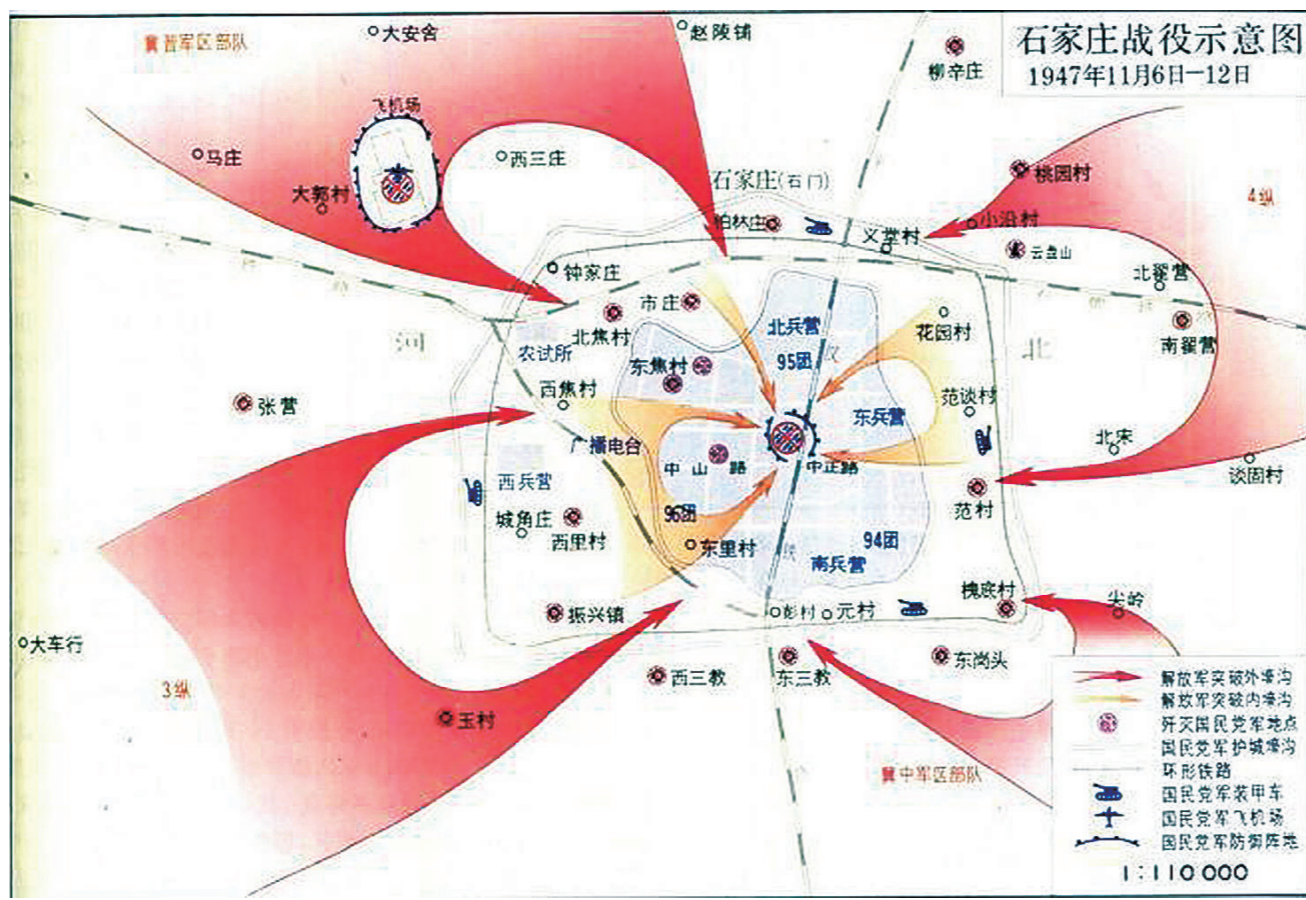 石家庄战役示意图
1947年11月6日—12日
冀晋军区部队
大安舍
赵陵铺
柳辛庄
飞机场
马庄
西三庄
大郭村
石家庄(石门)
桃园村
4纵
柏林庄
小沿村
义堂村
云盘山
北翟营
钟家庄
市庄
北焦村
北兵营
花园村
南翟营
河
北
汉
农试所
95团
东焦村
西焦村
范谈村
张营
东兵营
广播电台
中山路
中正路
北宋
谈固村
西兵营
范村
城角庄
西里村
96团
94团
东里村
南兵营
槐底村
尖岭
振兴镇
彭村
元村
大车行
西三教
东三教
东岗头
3纵
玉村
冀中军区部队
解放军突破外壕沟
解放军突破内壕沟
歼灭国民党军地点
国民党军护城壕沟
环形铁路
国民党军装甲车
国民党军飞机场
国民党军防御阵地
1:110000